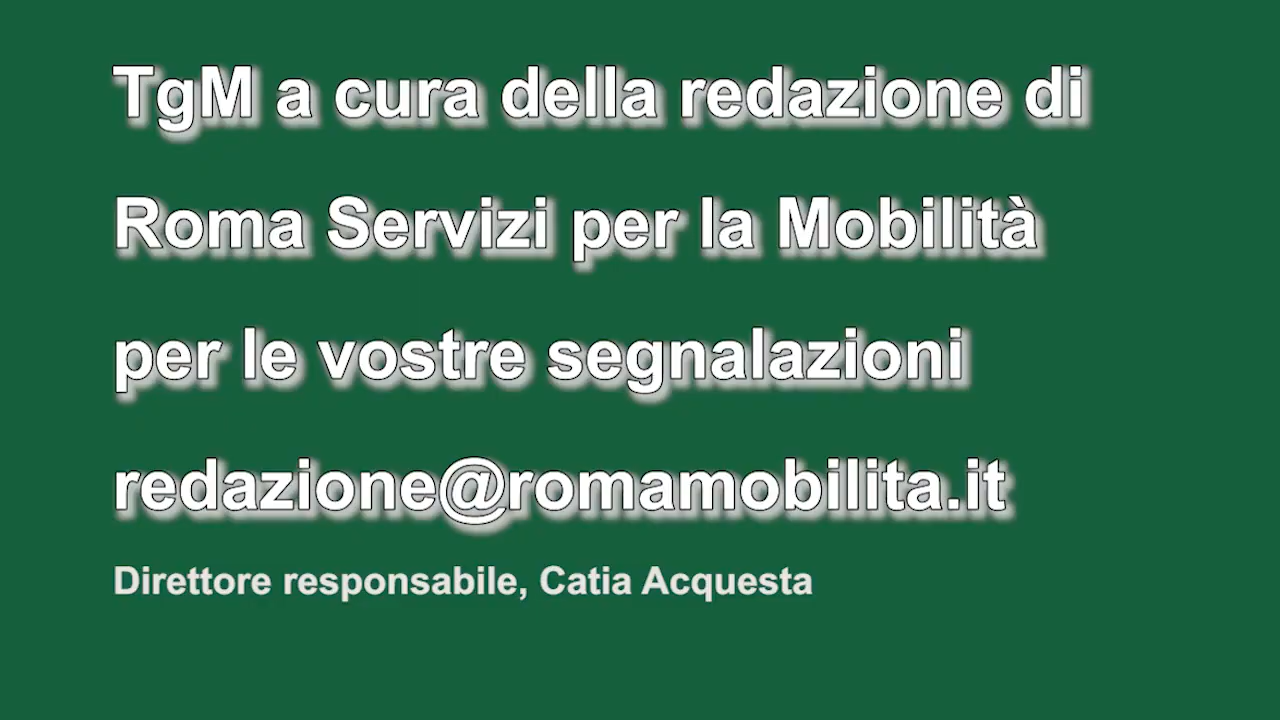 TgM a cura della redazione di
Roma Servizi per la Mobilità
per le vostre segnalazioni
redazione@romamobilita.it
Direttore responsabile, Catia Acquesta